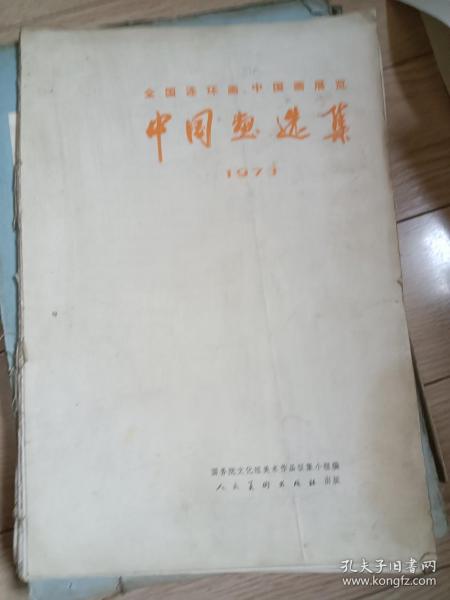 全国连环画、中国画展览
中国画选集
1973
国务院文化组美术作品征集小组编
人民美术出版社 出版
孔夫子旧书网
www.kongfz.com